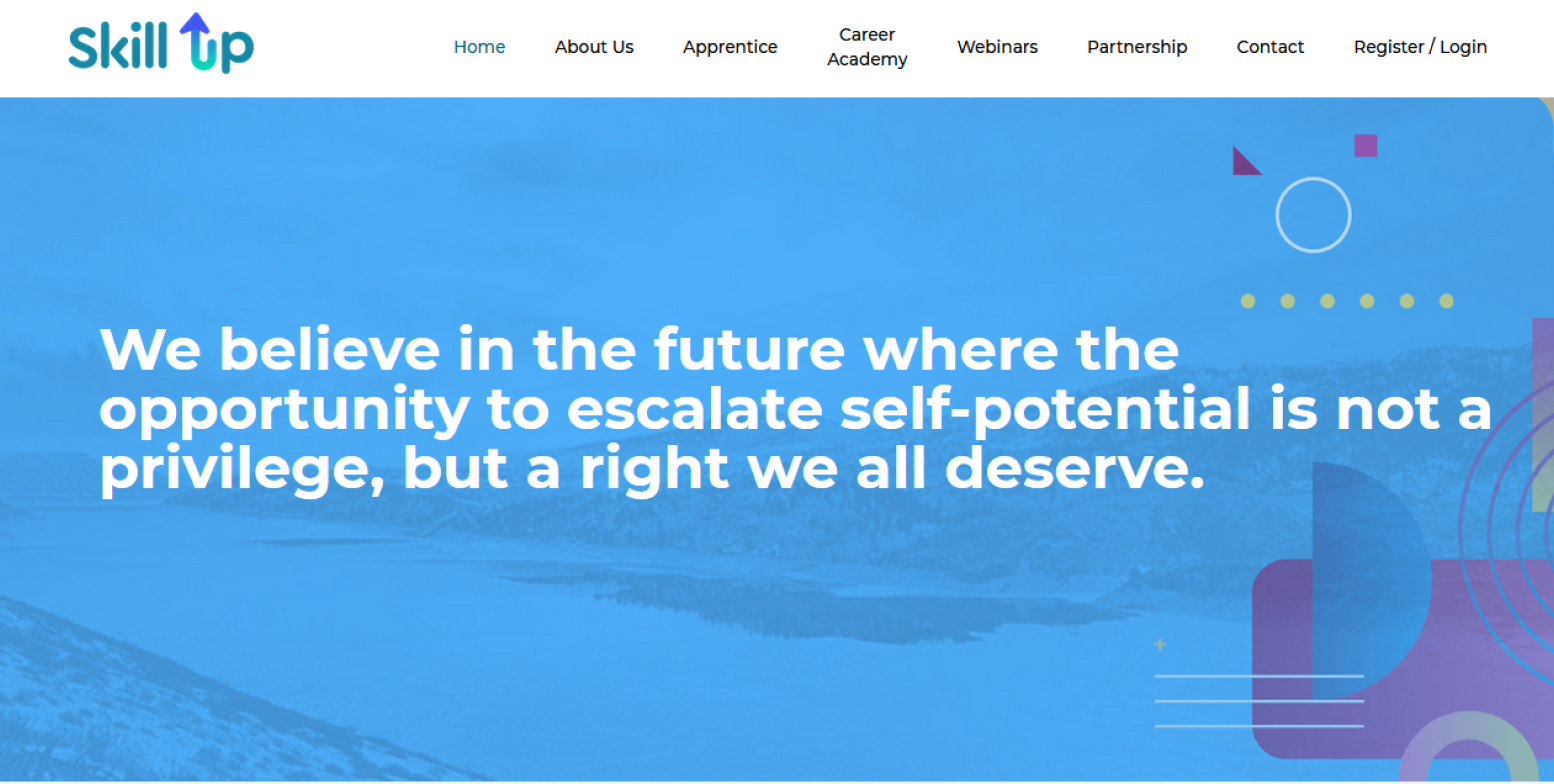 Skill Up
Home
About Us
Apprentice
Career
Academy
Webinars
Partnership
Contact
Register / Login
We believe in the future where the
opportunity to escalate self-potential is not a
privilege, but a right we all deserve.